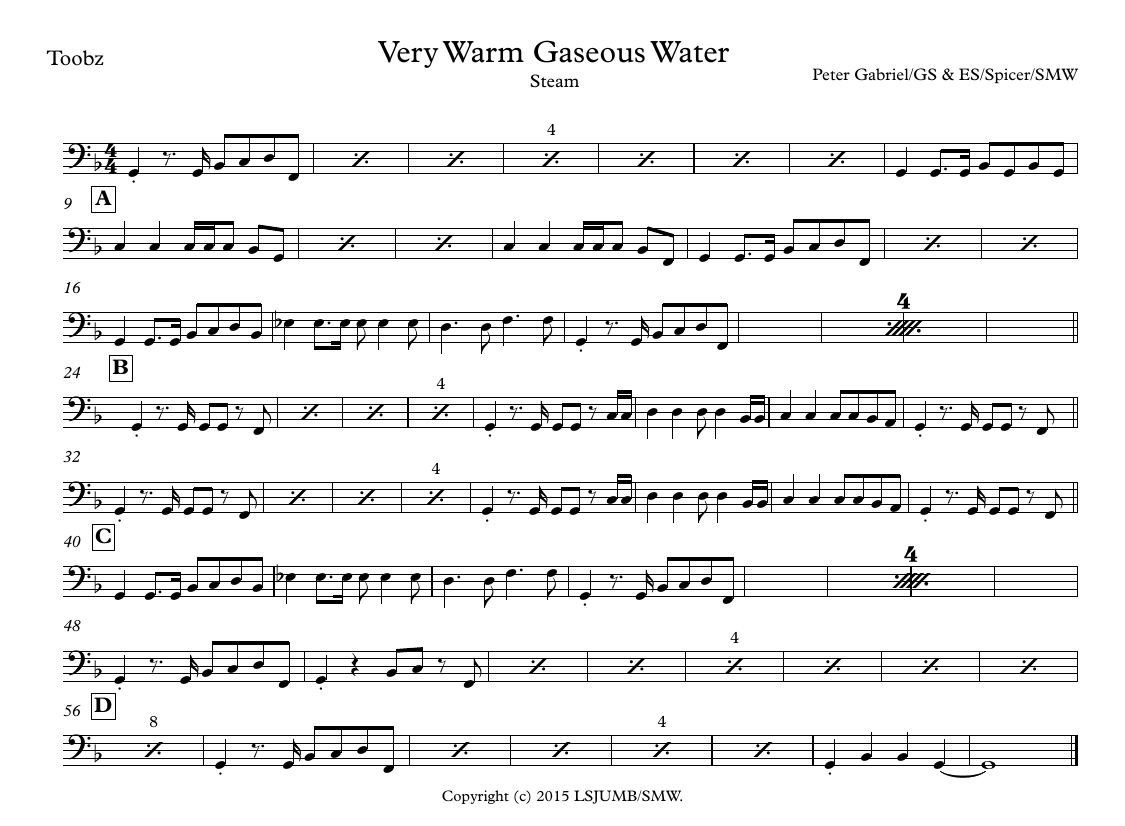 Toobz
Very Warm Gaseous Water
Steam
Peter Gabriel/GS & ES/Spicer/SMW
4
4
4
9 A
16
4
24 B
4
32
4
40 C
4
48
4
56 D
8 4
Copyright (c) 2015 LSJUMB/SMW.